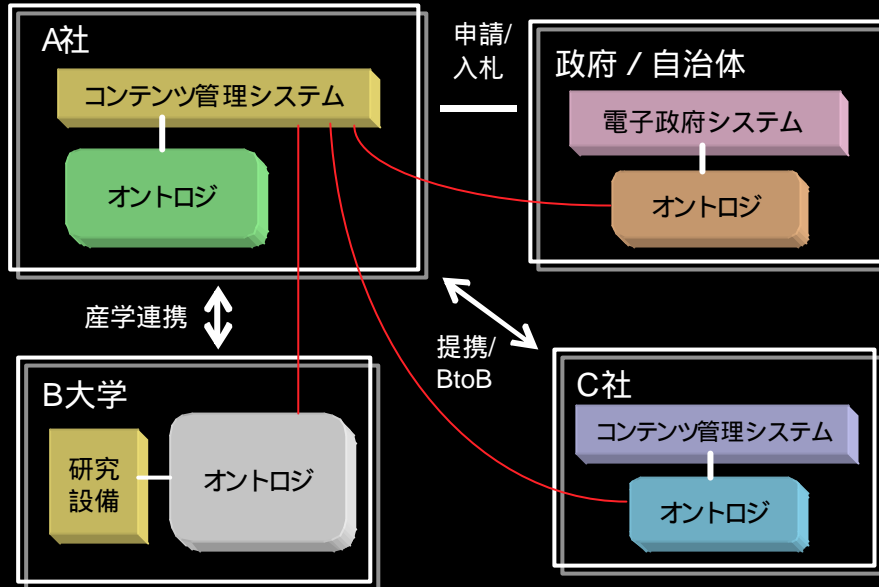 A社
コンテンツ管理システム
オントロジ
申請/
入札
政府 / 自治体
電子政府システム
オントロジ
産学連携
提携/
BtoB
B大学
研究
設備
オントロジ
C社
コンテンツ管理システム
オントロジ